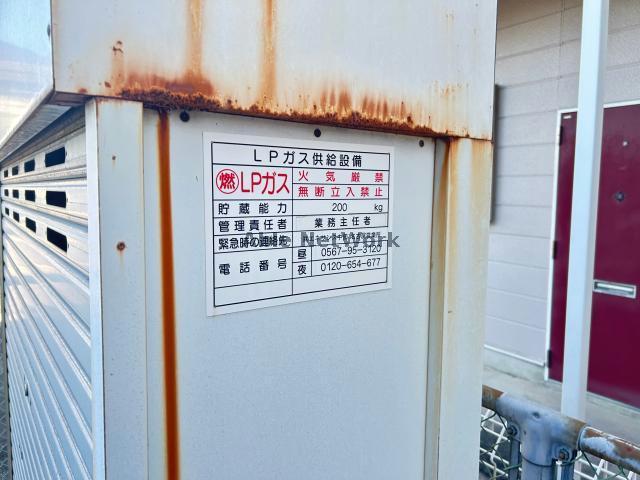 LPガス供給設備
燃 LPガス 火気厳禁
無断立入禁止
貯蔵能力 200 kg
管理責任者 業務主任者
緊急時の連絡先
電話番号 昼 0567-95-3120
夜 0120-654-677
Able Network